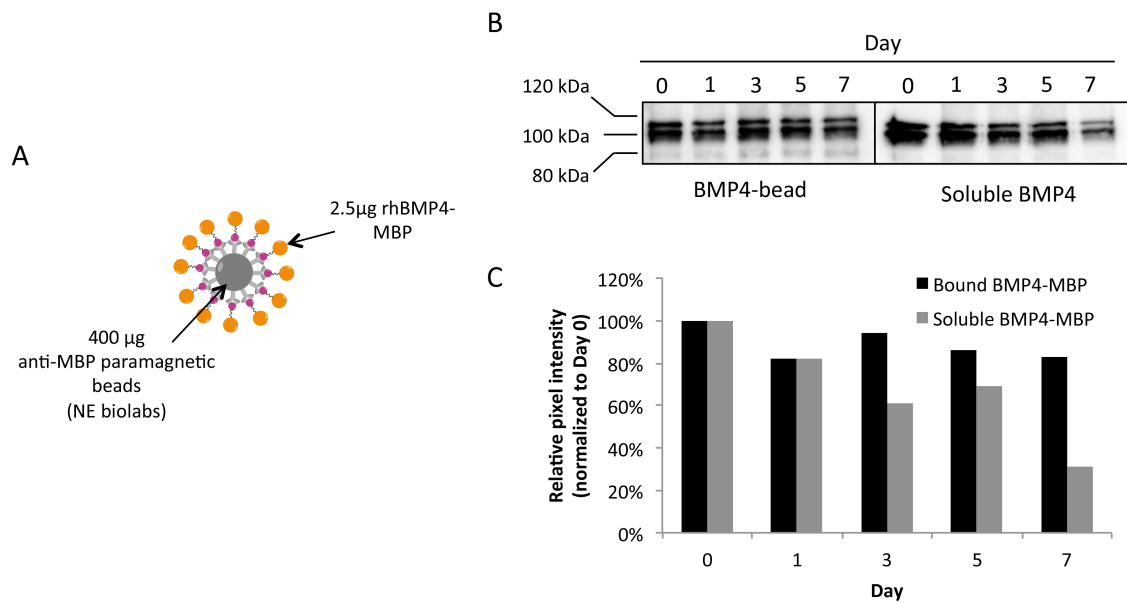 A
2.5μg rhBMP4-
MBP
400 μg
anti-MBP paramagnetic
beads
(NE biolabs)
B
Day
0 1 3 5 7 0 1 3 5 7
120 kDa
100 kDa
80 kDa
BMP4-bead
Soluble BMP4
C
Relative pixel intensity
(normalized to Day 0)
120%
100%
80%
60%
40%
20%
0%
Bound BMP4-MBP
Soluble BMP4-MBP
0 1 3 5 7
Day